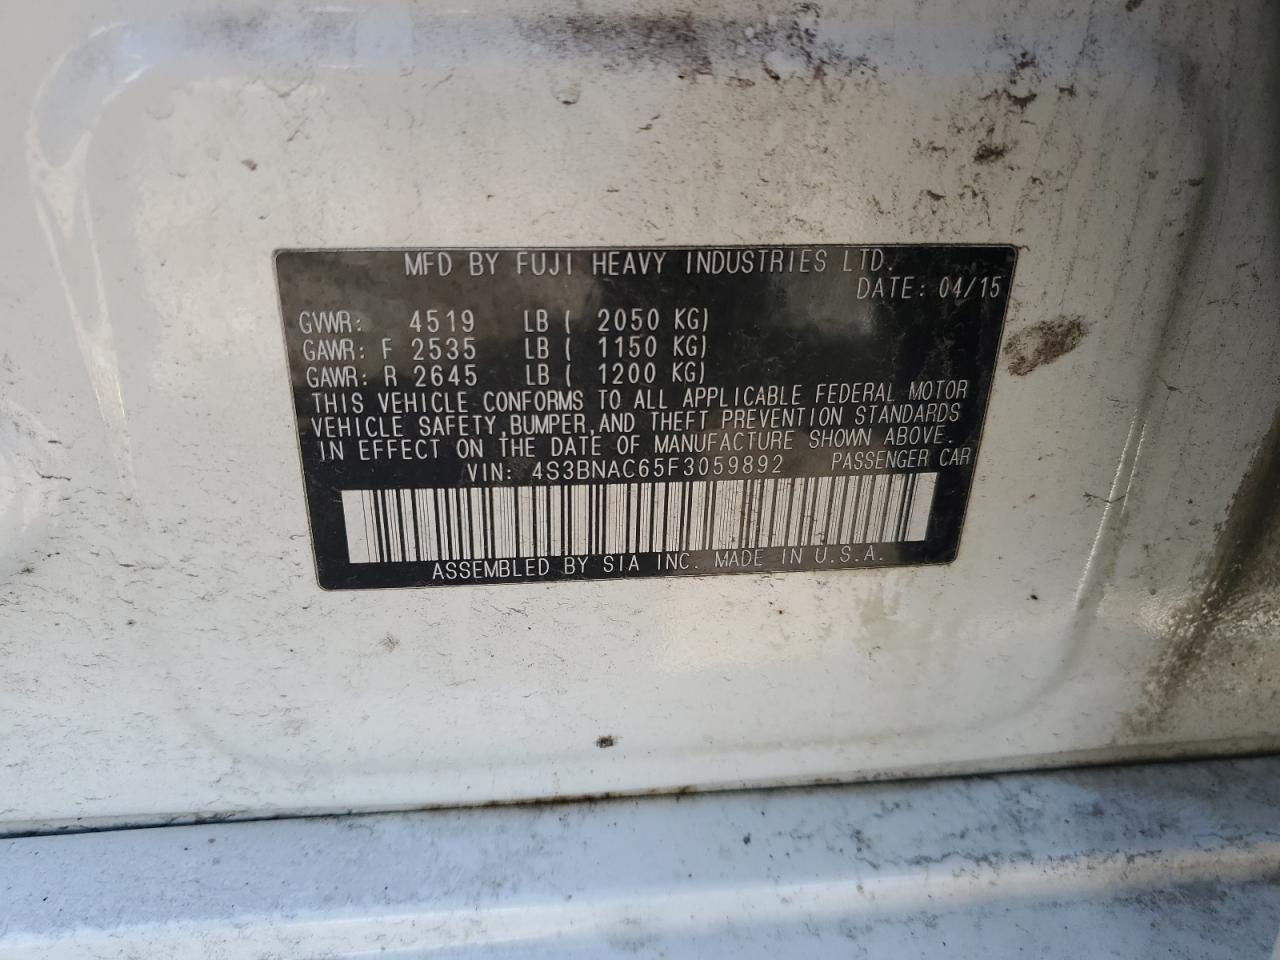 MFD BY FUJI HEAVY INDUSTRIES LTD.
DATE: 04/15
GVWR: 4519 LB ( 2050 KG)
GAWR: F 2535 LB ( 1150 KG)
GAWR: R 2645 LB ( 1200 KG)
THIS VEHICLE CONFORMS TO ALL APPLICABLE FEDERAL MOTOR
VEHICLE SAFETY,BUMPER,AND THEFT PREVENTION STANDARDS
IN EFFECT ON THE DATE OF MANUFACTURE SHOWN ABOVE.
VIN: 4S3BNAC65F3059892 PASSENGER CAR
ASSEMBLED BY SIA INC. MADE IN U.S.A.